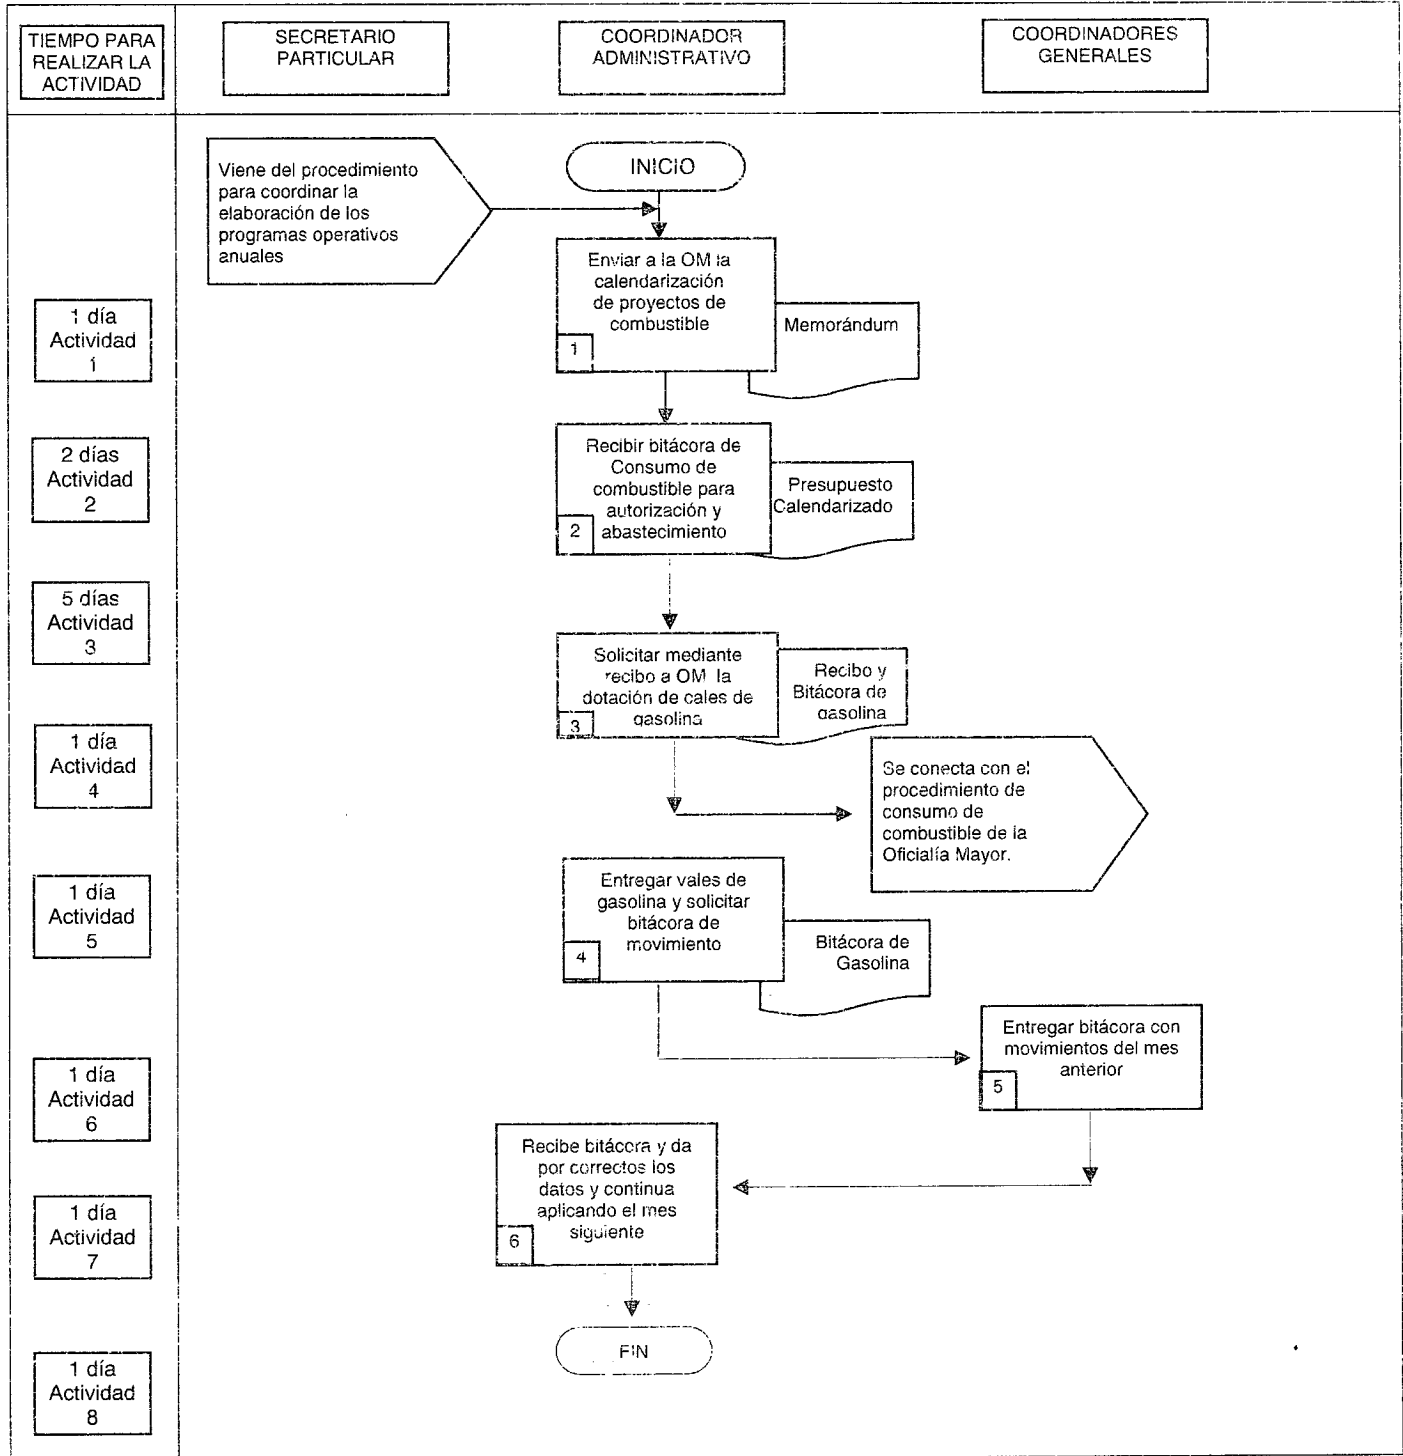 TIEMPO PARA
REALIZAR LA
ACTIVIDAD
SECRETARIO
PARTICULAR
COORDINADOR
ADMINISTRATIVO
COORDINADORES
GENERALES
Viene del procedimiento
para coordinar la
elaboración de los
programas operativos
anuales
INICIO
Enviar a la OM la
calendarización
de proyectos de
combustible
1
Memorándum
1 día
Actividad
1
Recibir bitácora de
Consumo de
combustible para
autorización y
abastecimiento
2
Presupuesto
Calendarizado
2 días
Actividad
2
5 días
Actividad
3
Solicitar mediante
recibo a OM la
dotación de cales de
gasolina
3
Recibo y
Bitácora de
gasolina
1 día
Actividad
4
Se conecta con el
procedimiento de
consumo de
combustible de la
Oficialía Mayor.
1 día
Actividad
5
Entregar vales de
gasolina y solicitar
bitácora de
movimiento
4
Bitácora de
Gasolina
Entregar bitácora con
movimientos del mes
anterior
5
1 día
Actividad
6
Recibe bitácora y da
por correctos los
datos y continua
aplicando el mes
siguiente
6
1 día
Actividad
7
FIN
1 día
Actividad
8